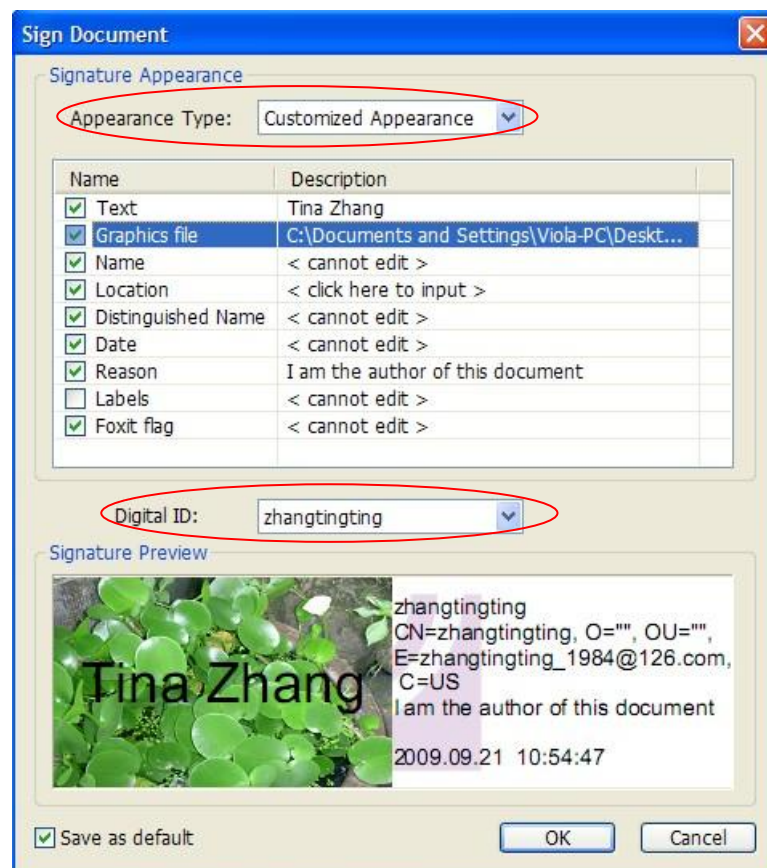 Sign Document
Signature Appearance
Appearance Type: Customized Appearance
Name Description
Text Tina Zhang
Graphics file C:\Documents and Settings\Viola-PC\Deskt...
Name < cannot edit >
Location < click here to input >
Distinguished Name < cannot edit >
Date < cannot edit >
Reason I am the author of this document
Labels < cannot edit >
Foxit flag < cannot edit >
Digital ID: zhangtingting
Signature Preview
Tina Zhang
zhangtingting
CN=zhangtingting, O="", OU="",
E=zhangtingting_1984@126.com,
C=US
I am the author of this document
2009.09.21 10:54:47
Save as default OK Cancel